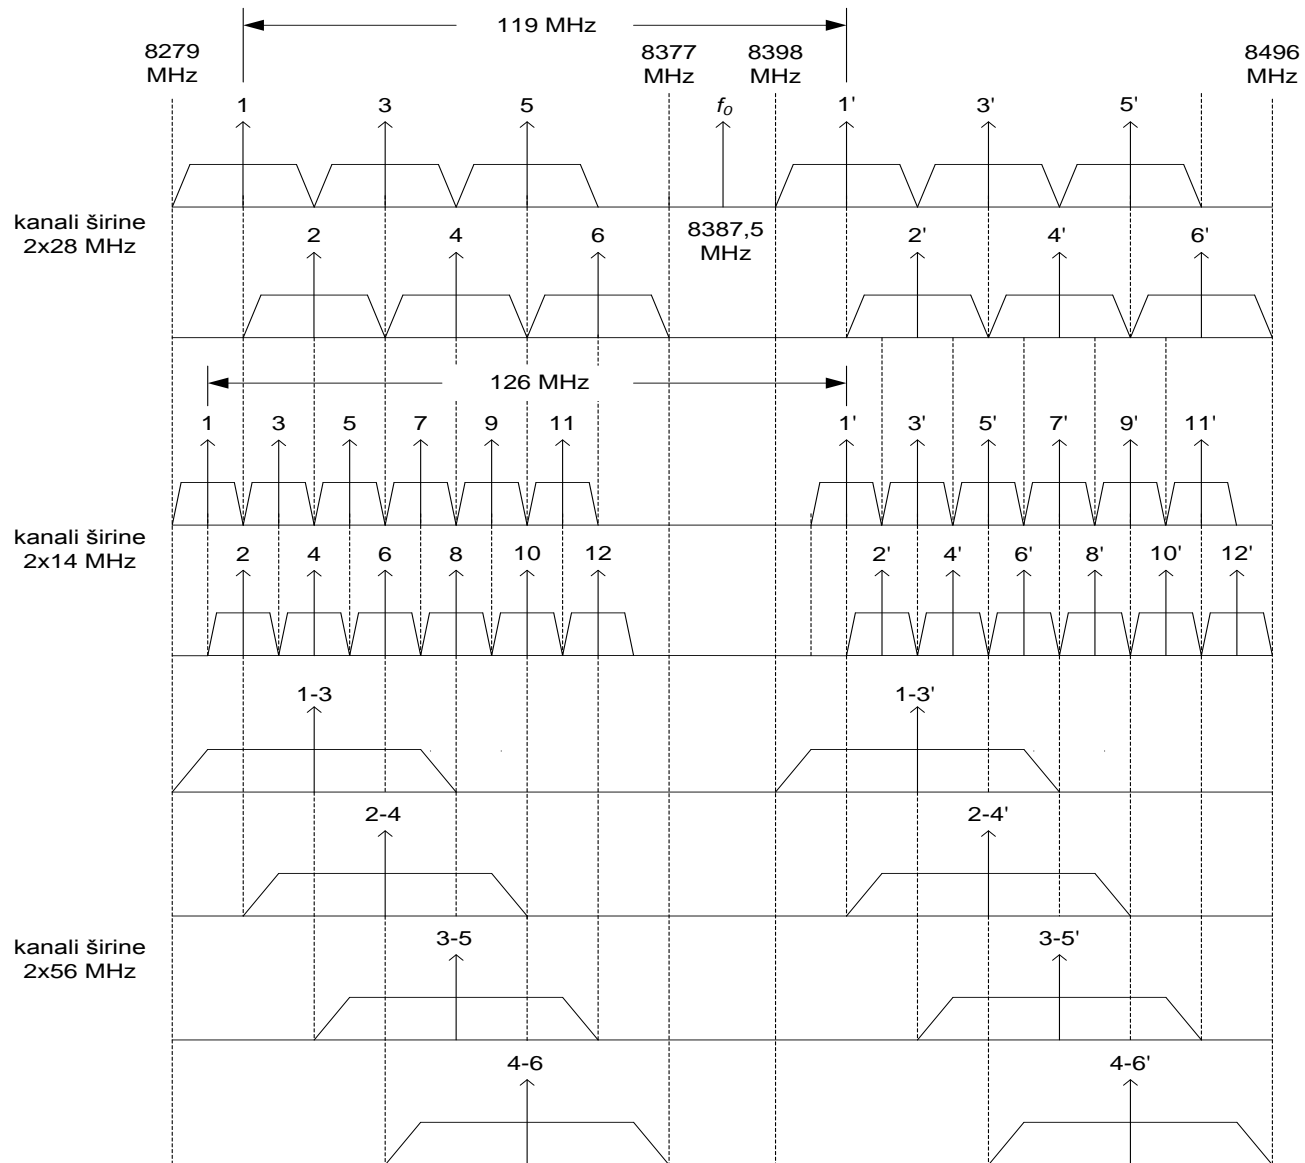 119 MHz
8279
MHz
8377
MHz
8398
MHz
8496
MHz
1 3 5 fo 1' 3' 5'
kanali širine
2x28 MHz
8387,5
MHz
2 4 6 2' 4' 6'
126 MHz
1 3 5 7 9 11 1' 3' 5' 7' 9' 11'
kanali širine
2x14 MHz
2 4 6 8 10 12 2' 4' 6' 8' 10' 12'
1-3 1-3'
2-4 2-4'
kanali širine
2x56 MHz
3-5 3-5'
4-6 4-6'